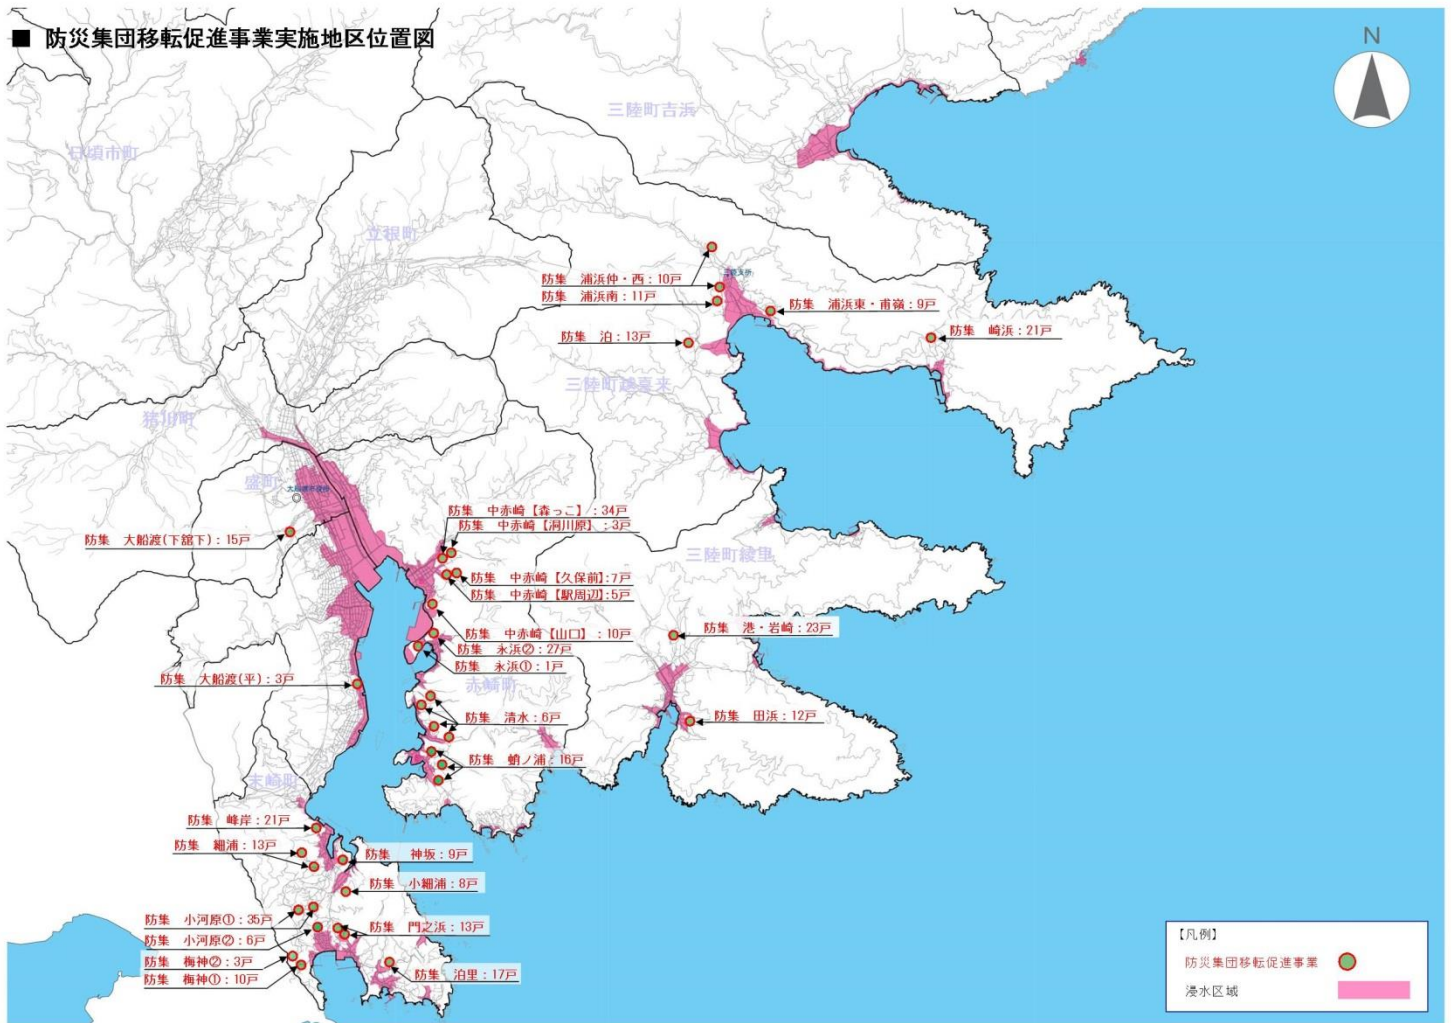 ■ 防災集団移転促進事業実施地区位置図
N
三陸町吉浜
日頃市町
立根町
防集 浦浜仲・西：10戸
防集 浦浜南：11戸
防集 浦浜東・甫嶺：9戸
防集 崎浜：21戸
防集 泊：13戸
三陸町越喜来
猪川町
盛町
大船渡市役所
防集 大船渡(下舘下)：15戸
防集 中赤崎【森っこ】：34戸
防集 中赤崎【洞川原】：3戸
三陸町綾里
防集 中赤崎【久保前】:7戸
防集 中赤崎【駅周辺】:5戸
防集 中赤崎【山口】：10戸
防集 港・岩崎：23戸
防集 永浜②：27戸
防集 永浜①：1戸
防集 大船渡(平)：3戸
赤崎町
防集 清水：6戸
防集 田浜：12戸
防集 蛸ノ浦：16戸
末崎町
防集 峰岸：21戸
防集 細浦：13戸
防集 神坂：9戸
防集 小細浦：8戸
防集 小河原①：35戸
防集 門之浜：13戸
防集 小河原②：6戸
防集 梅神②：3戸
防集 梅神①：10戸
防集 泊里：17戸
【凡例】
防災集団移転促進事業
浸水区域